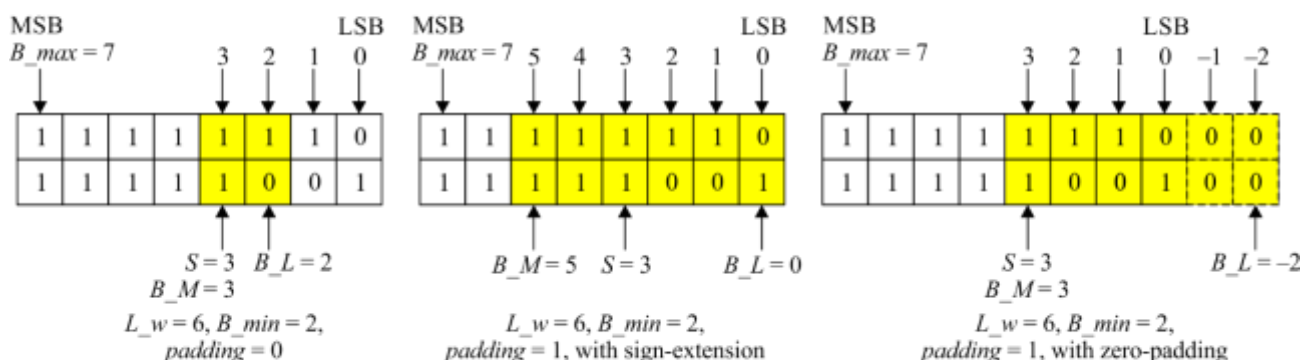 MSB LSB
B_max = 7 3 2 1 0
1 1 1 1 1 1 1 0
1 1 1 1 1 0 0 1
S = 3 B_L = 2
B_M = 3
L_w = 6, B_min = 2,
padding = 0
MSB LSB
B_max = 7 5 4 3 2 1 0
1 1 1 1 1 1 1 0
1 1 1 1 1 0 0 1
B_M = 5 S = 3 B_L = 0
L_w = 6, B_min = 2,
padding = 1, with sign-extension
MSB LSB
B_max = 7 3 2 1 0 –1 –2
1 1 1 1 1 1 1 0 0 0
1 1 1 1 1 0 0 1 0 0
S = 3 B_L = –2
B_M = 3
L_w = 6, B_min = 2,
padding = 1, with zero-padding